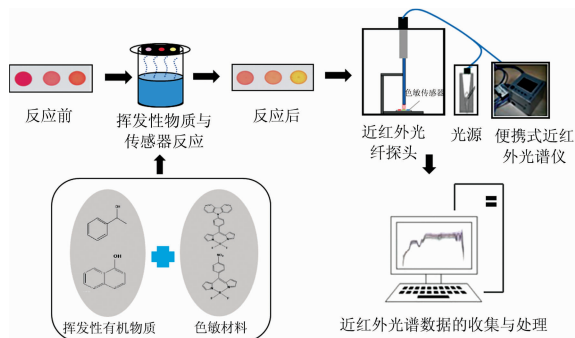 反应前
挥发性物质与
传感器反应
反应后
色敏传感器
近红外光
纤探头
光源
便携式近红
外光谱仪
OH
OH
挥发性有机物质
色敏材料
近红外光谱数据的收集与处理